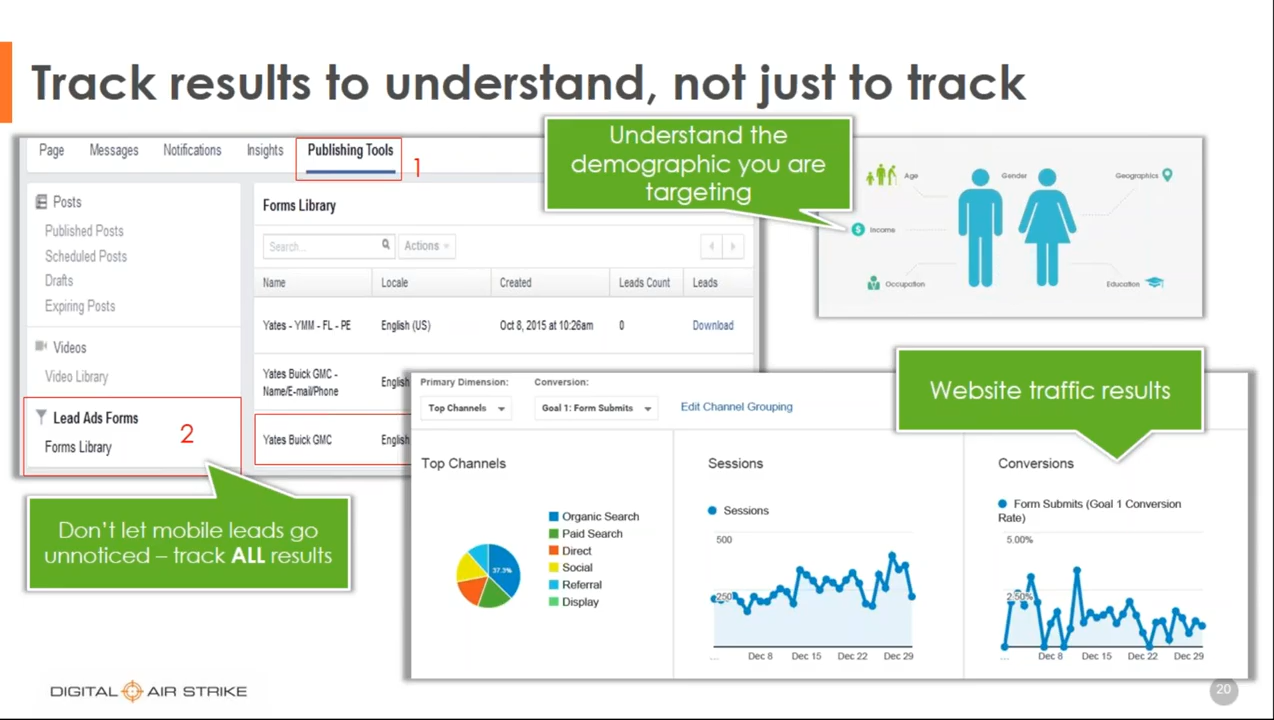 Track results to understand, not just to track
Page Messages Notifications Insights Publishing Tools 1
Posts
Published Posts
Scheduled Posts
Drafts
Expiring Posts
Videos
Video Library
Lead Ads Forms
Forms Library
2
Forms Library
Search... Actions
Name Locale Created Leads Count Leads
Yates - YMM - FL - PE English (US) Oct 8, 2015 at 10:26am 0 Download
Yates Buick GMC -
Name/E-mail/Phone
English
Yates Buick GMC English
Understand the
demographic you are
targeting
Age Gender Geographics
$ Income
Occupation Education
Don't let mobile leads go
unnoticed – track ALL results
Website traffic results
Primary Dimension: Conversion:
Top Channels Goal 1: Form Submits Edit Channel Grouping
Top Channels
37.3%
Organic Search
Paid Search
Direct
Social
Referral
Display
Sessions
Sessions
500
250
... Dec 8 Dec 15 Dec 22 Dec 29
Conversions
Form Submits (Goal 1 Conversion
Rate)
5.00%
2.50%
... Dec 8 Dec 15 Dec 22 Dec 29
DIGITAL AIR STRIKE
20